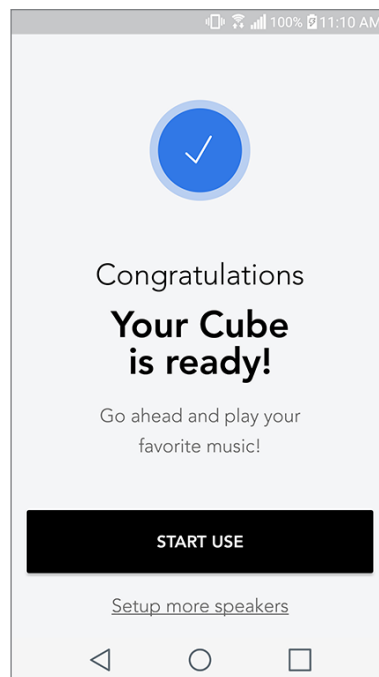 100% 11:10 AM
Congratulations
Your Cube
is ready!
Go ahead and play your
favorite music!
START USE
Setup more speakers